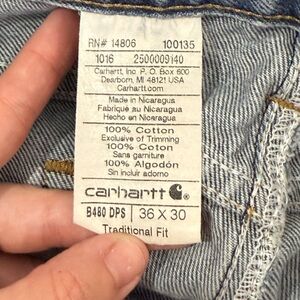 RN# 14806 100135
1016 2500009140
Carhartt, Inc P. O. Box 600
Dearborn, MI 48121 USA
Carhartt.com
Made in Nicaragua
Fabriqué au Nicaragua
Hecho en Nicaragua
100% Cotton
Exclusive of Trimming
100% Coton
Sans garniture
100% Algodón
Sin incluir adorno
carhartt
B480 DPS 36 X 30
Traditional Fit